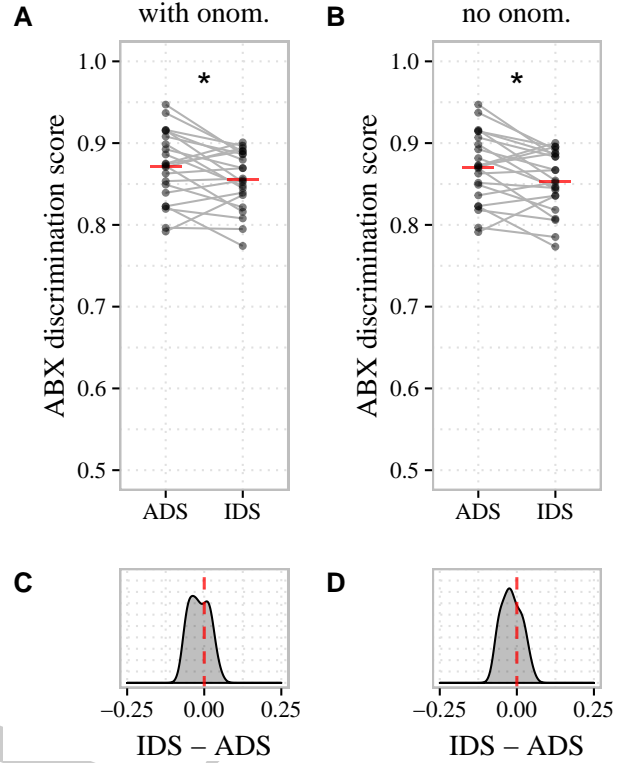 A with onom.
B no onom.
ABX discrimination score
1.0
0.9
0.8
0.7
0.6
0.5
*
ADS IDS
ABX discrimination score
1.0
0.9
0.8
0.7
0.6
0.5
*
ADS IDS
C
−0.25 0.00 0.25
IDS − ADS
D
−0.25 0.00 0.25
IDS − ADS